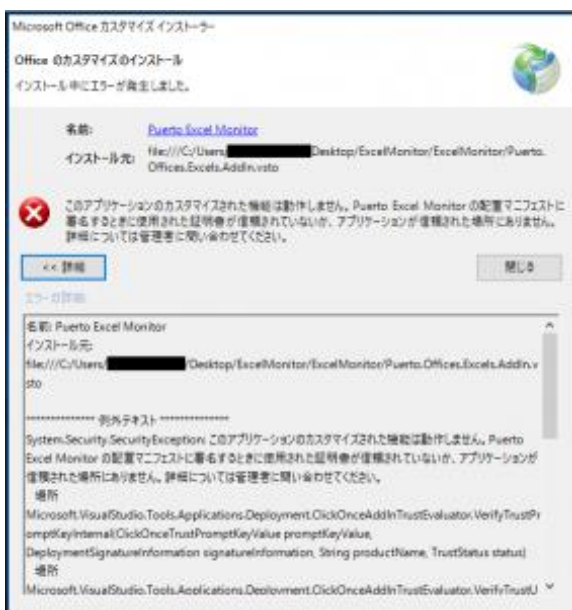 Microsoft Office カスタマイズ インストーラー
Office のカスタマイズのインストール
インストール中にエラーが発生しました。
名前: Puerto Excel Monitor
インストール元: file:///C:/Users/ Desktop/ExcelMonitor/ExcelMonitor/Puerto.
Offices.Excels.AddIn.vsto
このアプリケーションのカスタマイズされた機能は動作しません。Puerto Excel Monitor の配置マニフェストに
署名するときに使用された証明書が信頼されていないか、アプリケーションが信頼された場所にありません。
詳細については管理者に問い合わせてください。
<< 詳細
閉じる
エラーの詳細:
名前: Puerto Excel Monitor
インストール元:
file:///C:/Users/ /Desktop/ExcelMonitor/ExcelMonitor/Puerto.Offices.Excels.AddIn.v
sto
************** 例外テキスト **************
System.Security.SecurityException: このアプリケーションのカスタマイズされた機能は動作しません。Puerto
Excel Monitor の配置マニフェストに署名するときに使用された証明書が信頼されていないか、アプリケーションが
信頼された場所にありません。詳細については管理者に問い合わせてください。
場所
Microsoft.VisualStudio.Tools.Applications.Deployment.ClickOnceAddInTrustEvaluator.VerifyTrustPr
omptKeyInternal(ClickOnceTrustPromptKeyValue promptKeyValue,
DeploymentSignatureInformation signatureInformation, String productName, TrustStatus status)
場所
Microsoft.VisualStudio.Tools.Applications.Deployment.ClickOnceAddInTrustEvaluator.VerifyTrustU